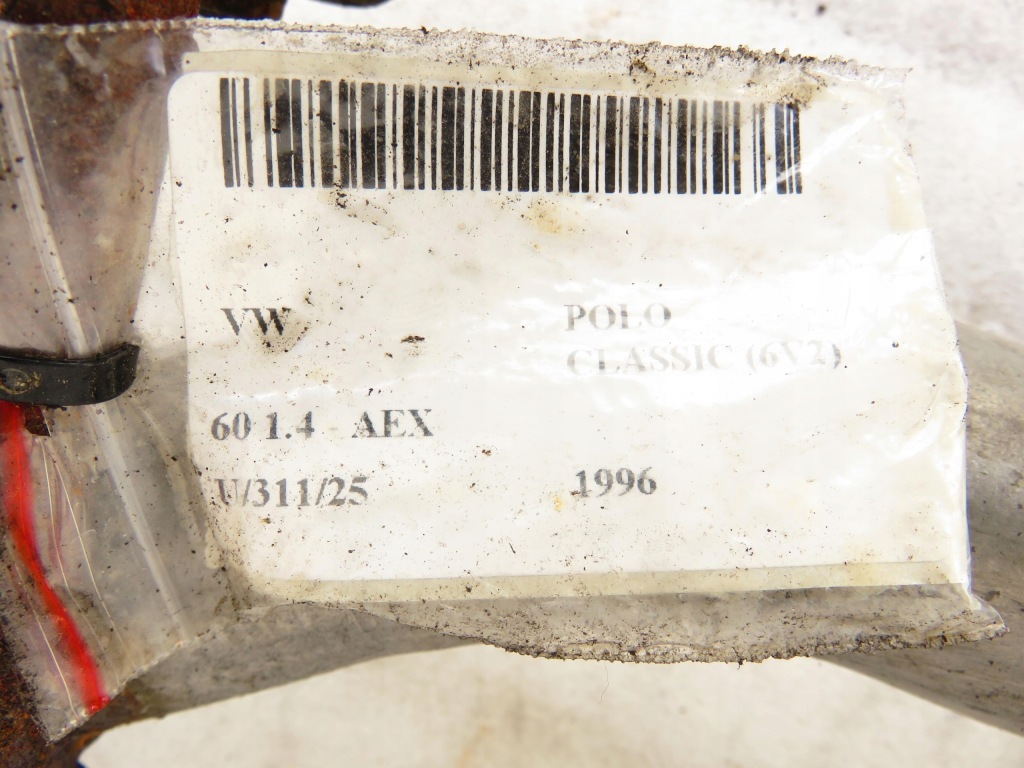 VW POLO
CLASSIC (6V2)
60 1.4 - AEX
U/311/25 1996